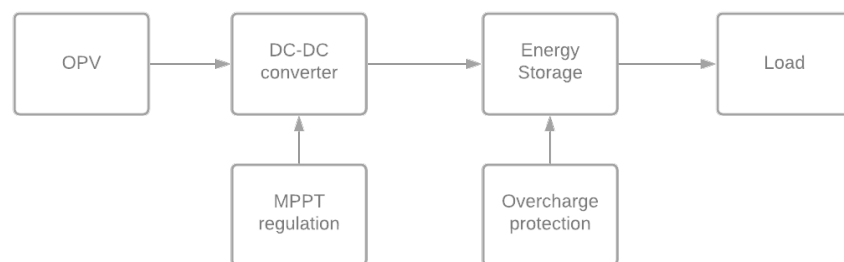 OPV
DC-DC
converter
Energy
Storage
Load
MPPT
regulation
Overcharge
protection